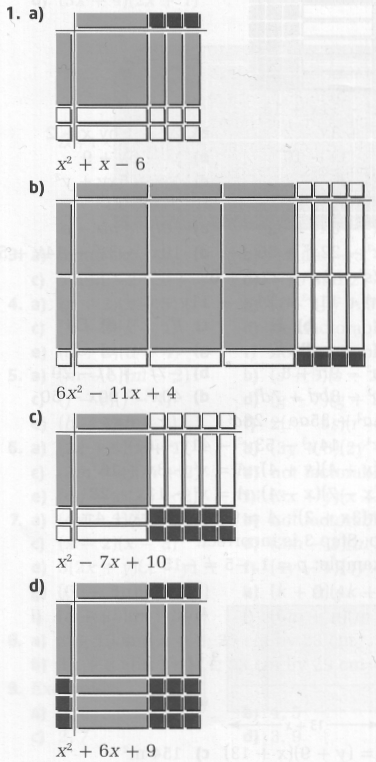 1. a)
x² + x − 6
b)
6x² − 11x + 4
c)
x² − 7x + 10
d)
x² + 6x + 9